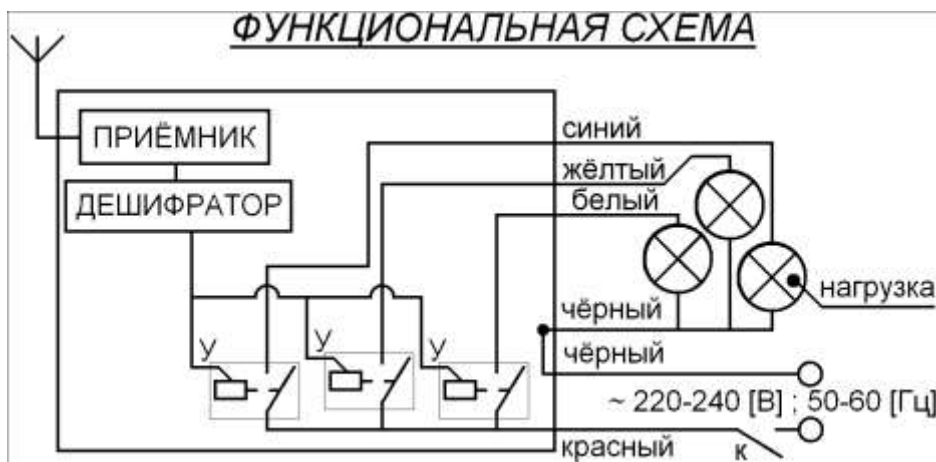 ФУНКЦИОНАЛЬНАЯ СХЕМА
ПРИЁМНИК
ДЕШИФРАТОР
синий
жёлтый
белый
нагрузка
чёрный
чёрный
У
У
У
~ 220-240 [В] ; 50-60 [Гц]
красный
к